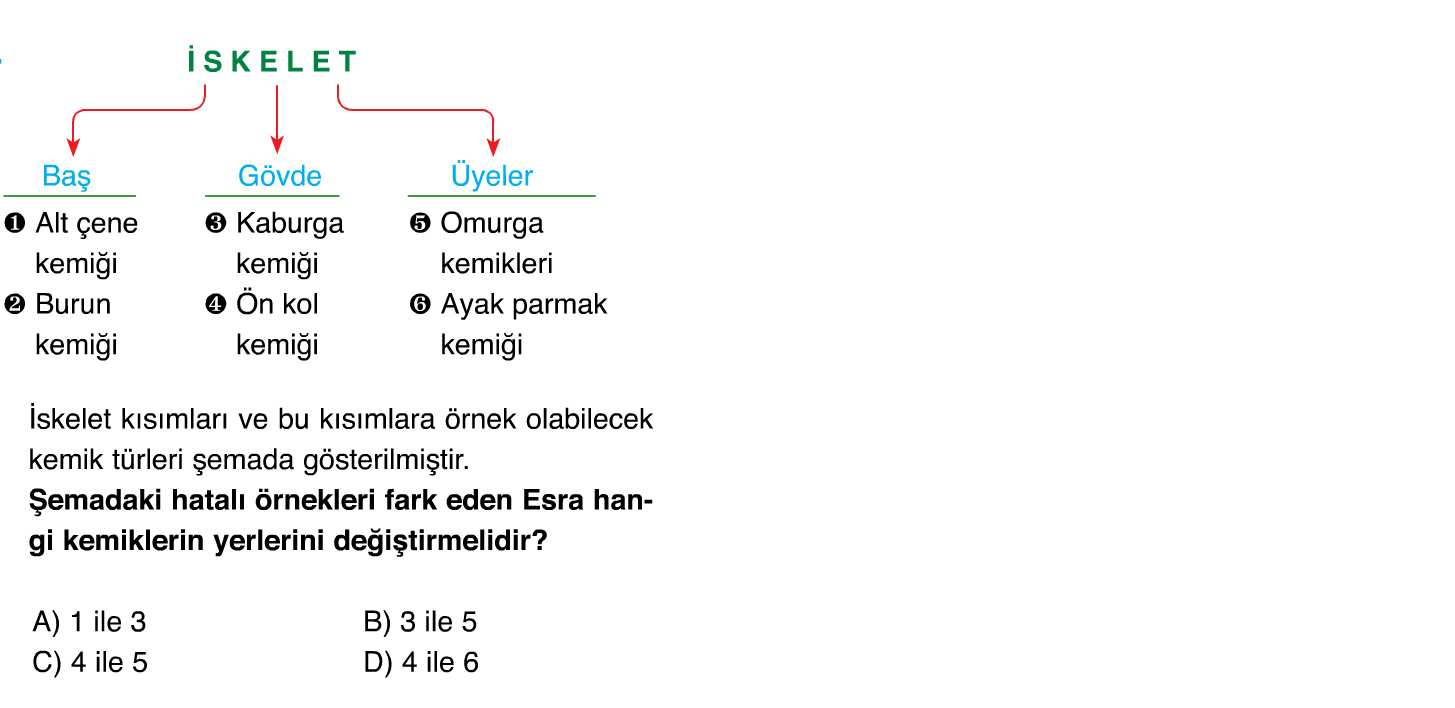 İSKELET
Baş
Gövde
Üyeler
❶ Alt çene
kemiği
❷ Burun
kemiği
❸ Kaburga
kemiği
❹ Ön kol
kemiği
❺ Omurga
kemikleri
❻ Ayak parmak
kemiği
İskelet kısımları ve bu kısımlara örnek olabilecek
kemik türleri şemada gösterilmiştir.
Şemadaki hatalı örnekleri fark eden Esra han-
gi kemiklerin yerlerini değiştirmelidir?
A) 1 ile 3
B) 3 ile 5
C) 4 ile 5
D) 4 ile 6